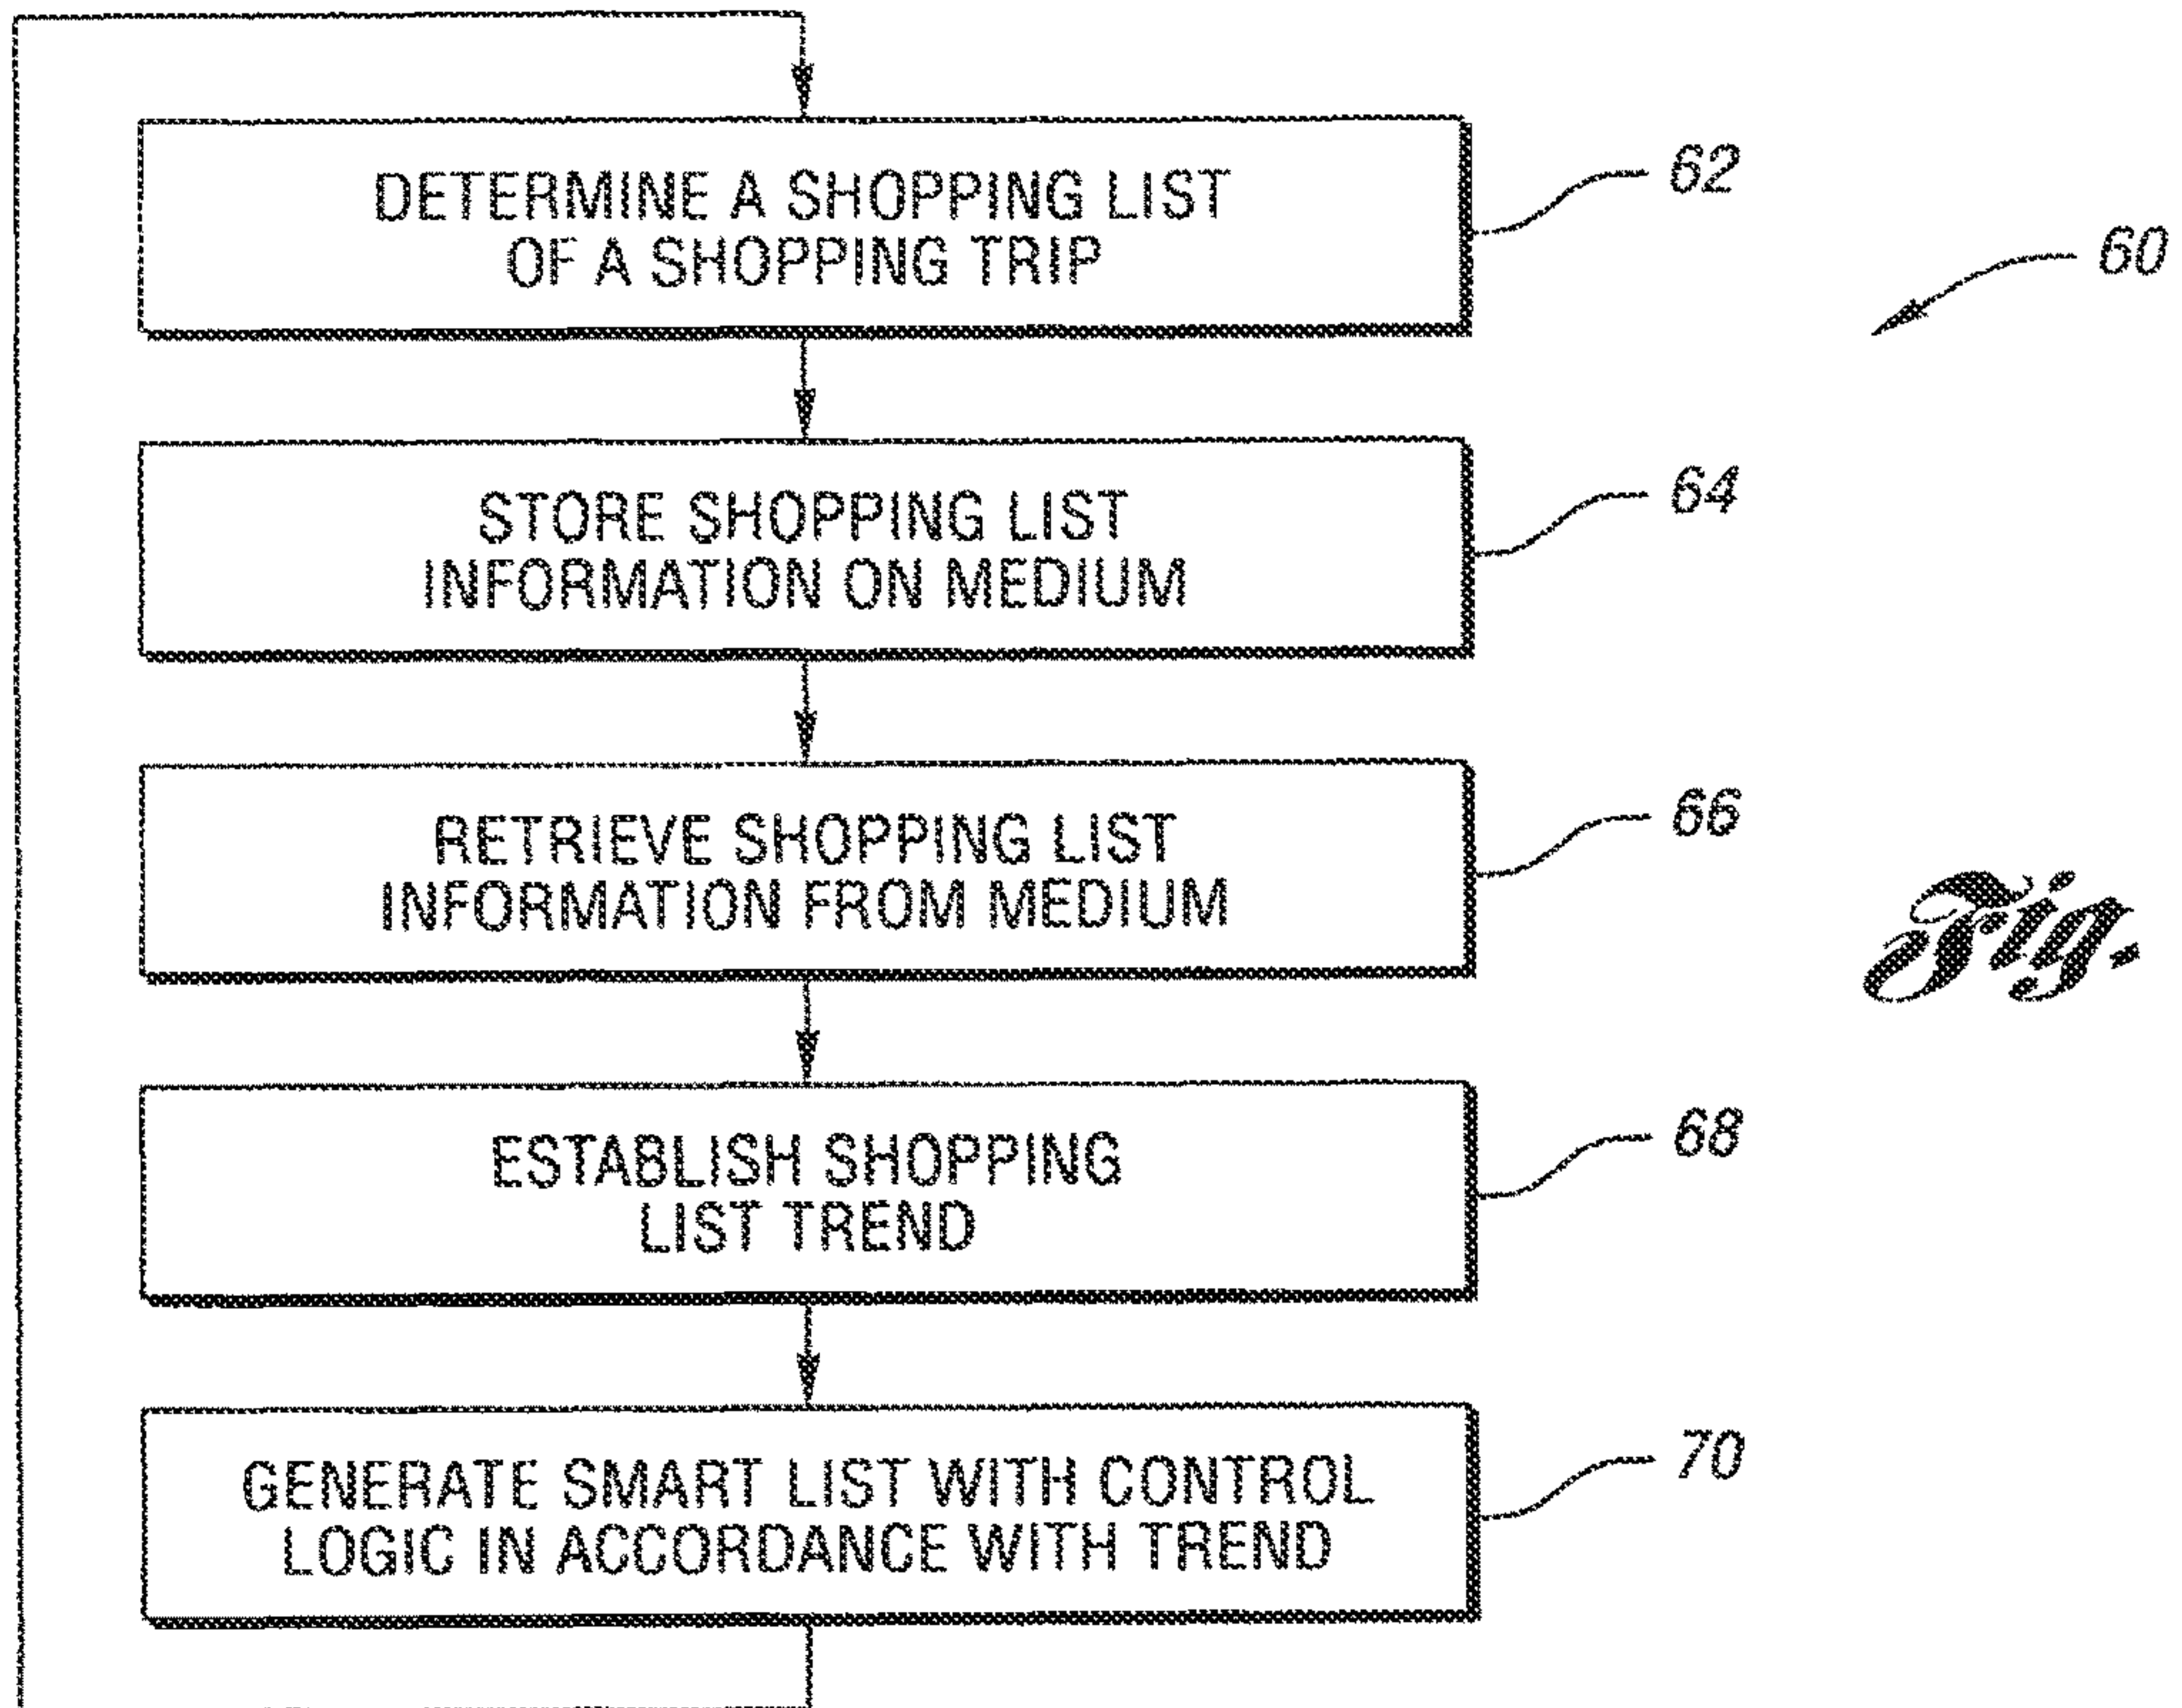 DETERMINE A SHOPPING LIST
OF A SHOPPING TRIP
62
60
STORE SHOPPING LIST
INFORMATION ON MEDIUM
64
RETRIEVE SHOPPING LIST
INFORMATION FROM MEDIUM
66
Fig.
ESTABLISH SHOPPING
LIST TREND
68
GENERATE SMART LIST WITH CONTROL
LOGIC IN ACCORDANCE WITH TREND
70